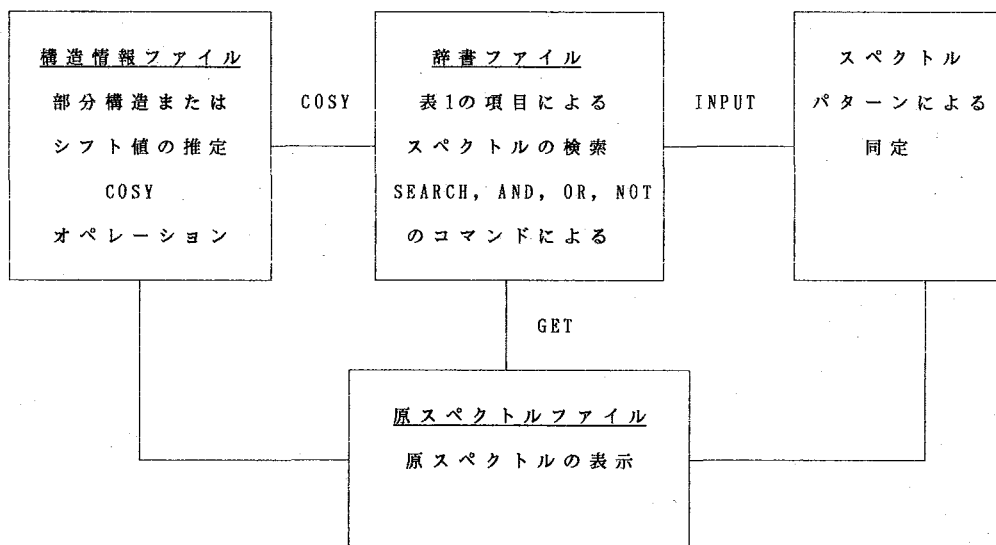 構造情報ファイル
部分構造または
シフト値の推定
COSY
オペレーション
COSY
辞書ファイル
表1の項目による
スペクトルの検索
SEARCH, AND, OR, NOT
のコマンドによる
INPUT
スペクトル
パターンによる
同定
GET
原スペクトルファイル
原スペクトルの表示